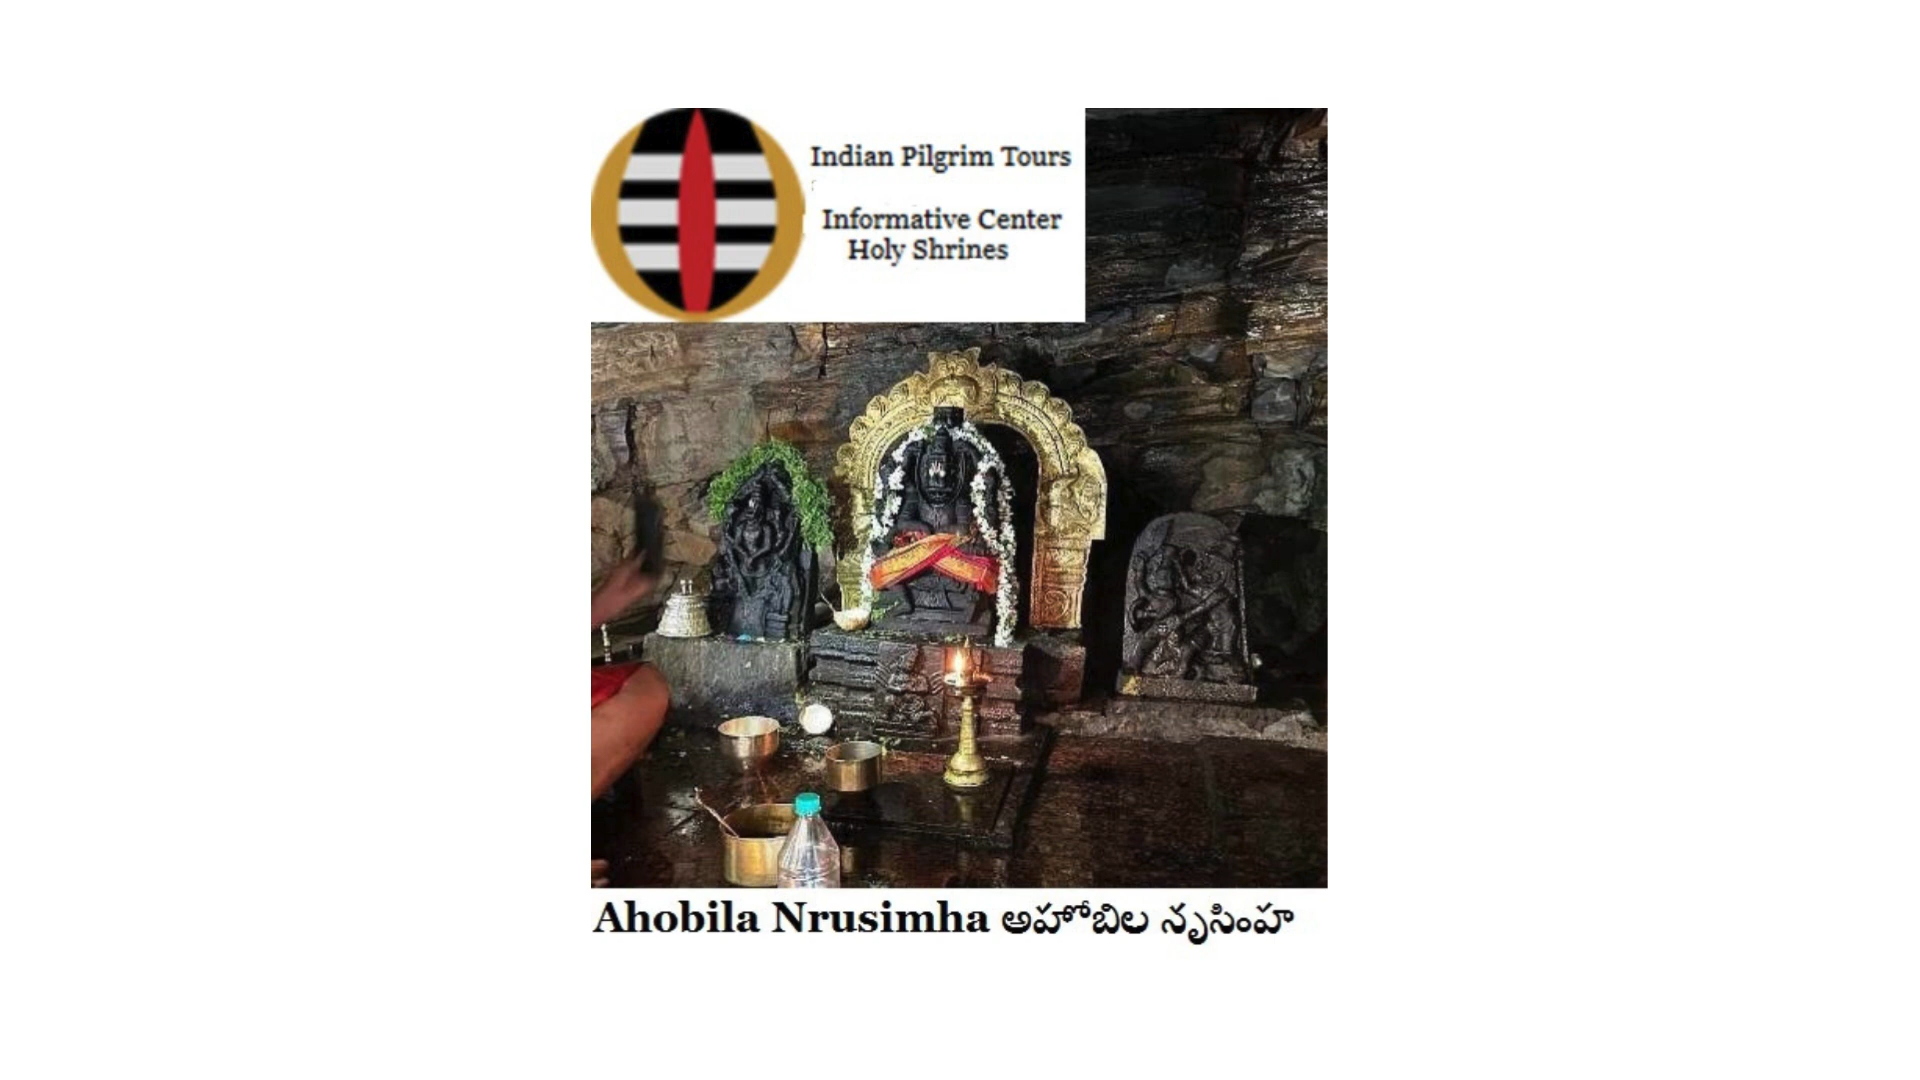 Indian Pilgrim Tours
Informative Center
Holy Shrines
Ahobila Nrusimha అహోబిల నృసింహ